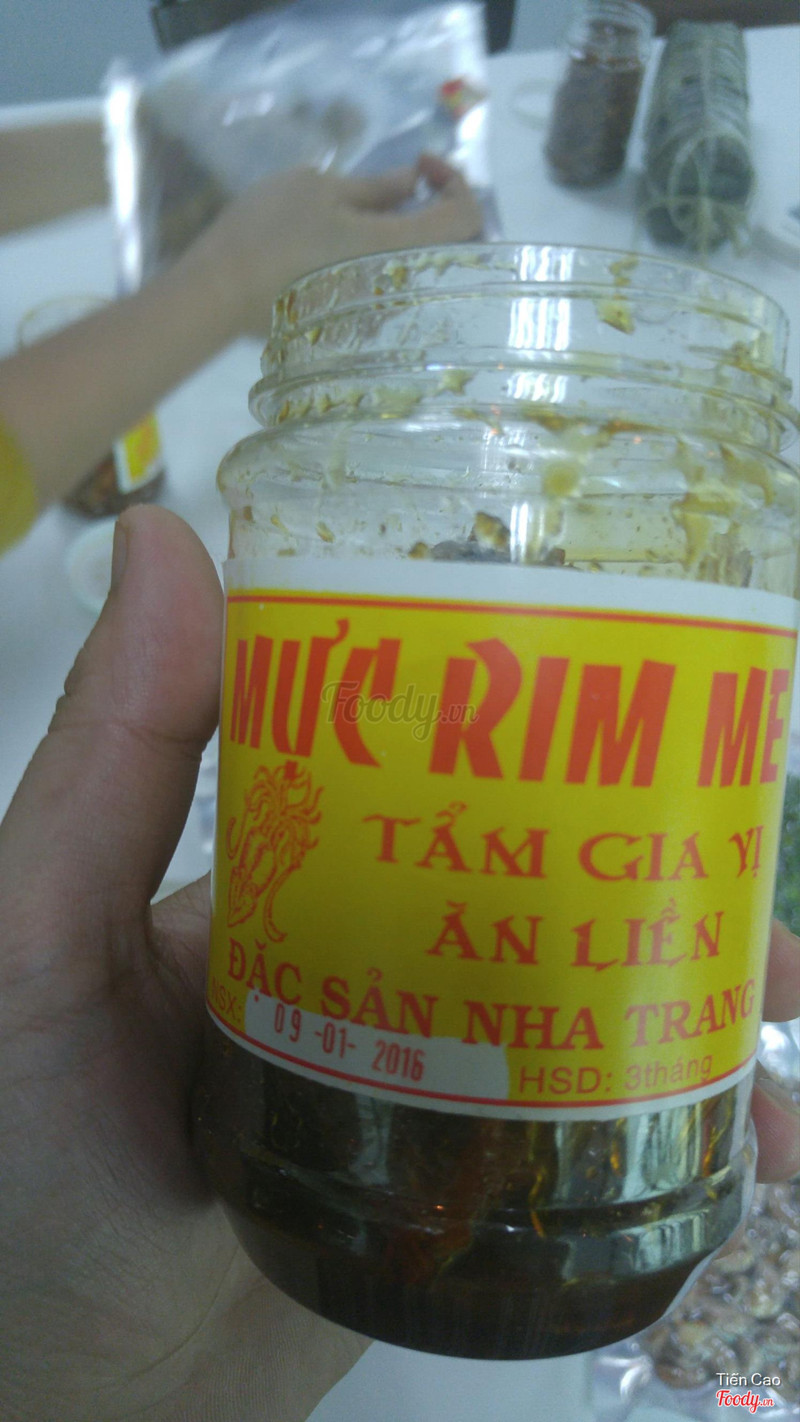 MỰC RIM ME
Foody.vn
TẨM GIA VỊ
ĂN LIỀN
ĐẶC SẢN NHA TRANG
NSX: 09-01- 2016
HSD: 3tháng
Tiến Cao
Foody.vn